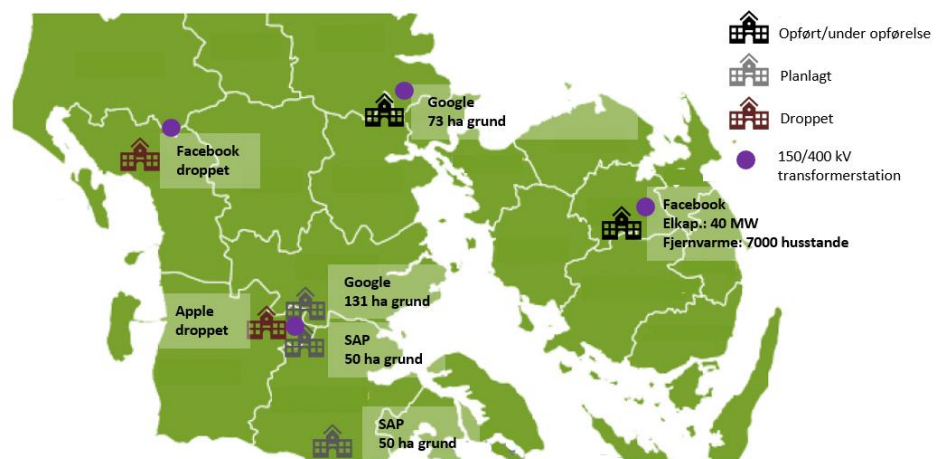 Opført/under opførelse
Planlagt
Droppet
150/400 kV
transformerstation
Google
73 ha grund
Facebook
droppet
Facebook
Elkap.: 40 MW
Fjernvarme: 7000 husstande
Google
131 ha grund
Apple
droppet
SAP
50 ha grund
SAP
50 ha grund